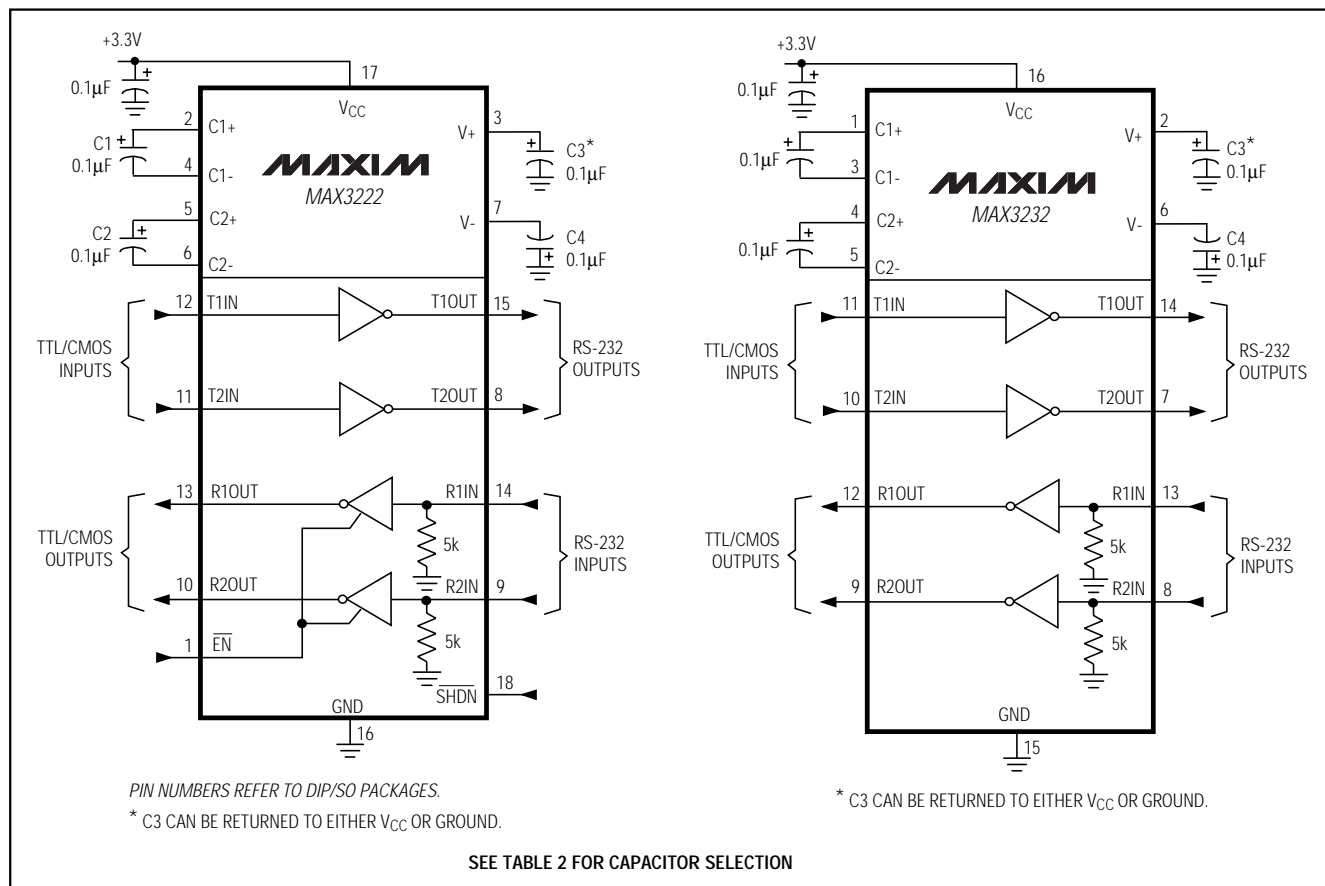 +3.3V
0.1µF
17
VCC
2
C1+
C1
0.1µF
4
C1-
5
C2+
C2
0.1µF
6
C2-
3
V+
C3*
0.1µF
7
V-
C4
0.1µF
MAXIM
MAX3222
12
T1IN
T1OUT
15
TTL/CMOS
INPUTS
RS-232
OUTPUTS
11
T2IN
T2OUT
8
13
R1OUT
R1IN
14
5k
TTL/CMOS
OUTPUTS
RS-232
INPUTS
10
R2OUT
R2IN
9
5k
1
EN
SHDN
18
GND
16
PIN NUMBERS REFER TO DIP/SO PACKAGES.
* C3 CAN BE RETURNED TO EITHER VCC OR GROUND.
+3.3V
0.1µF
16
VCC
1
C1+
0.1µF
3
C1-
4
C2+
0.1µF
5
C2-
2
V+
C3*
0.1µF
6
V-
C4
0.1µF
MAXIM
MAX3232
11
T1IN
T1OUT
14
TTL/CMOS
INPUTS
RS-232
OUTPUTS
10
T2IN
T2OUT
7
12
R1OUT
R1IN
13
5k
TTL/CMOS
OUTPUTS
RS-232
INPUTS
9
R2OUT
R2IN
8
5k
GND
15
* C3 CAN BE RETURNED TO EITHER VCC OR GROUND.
SEE TABLE 2 FOR CAPACITOR SELECTION